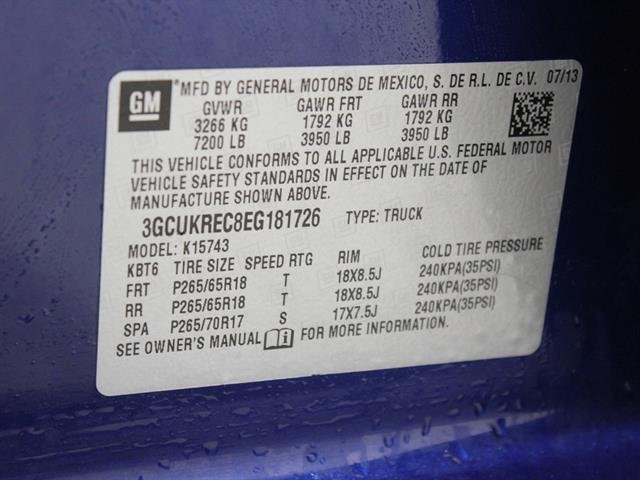 GM
*MFD BY GENERAL MOTORS DE MEXICO, S. DE R.L. DE C.V. 07/13
GVWR GAWR FRT GAWR RR
3266 KG 1792 KG 1792 KG
7200 LB 3950 LB 3950 LB
THIS VEHICLE CONFORMS TO ALL APPLICABLE U.S. FEDERAL MOTOR
VEHICLE SAFETY STANDARDS IN EFFECT ON THE DATE OF
MANUFACTURE SHOWN ABOVE.
3GCUKREC8EG181726 TYPE: TRUCK
MODEL: K15743
KBT6 TIRE SIZE SPEED RTG RIM COLD TIRE PRESSURE
FRT P265/65R18 T 18X8.5J 240KPA(35PSI)
RR P265/65R18 T 18X8.5J 240KPA(35PSI)
SPA P265/70R17 S 17X7.5J 240KPA(35PSI)
SEE OWNER'S MANUAL FOR MORE INFORMATION.